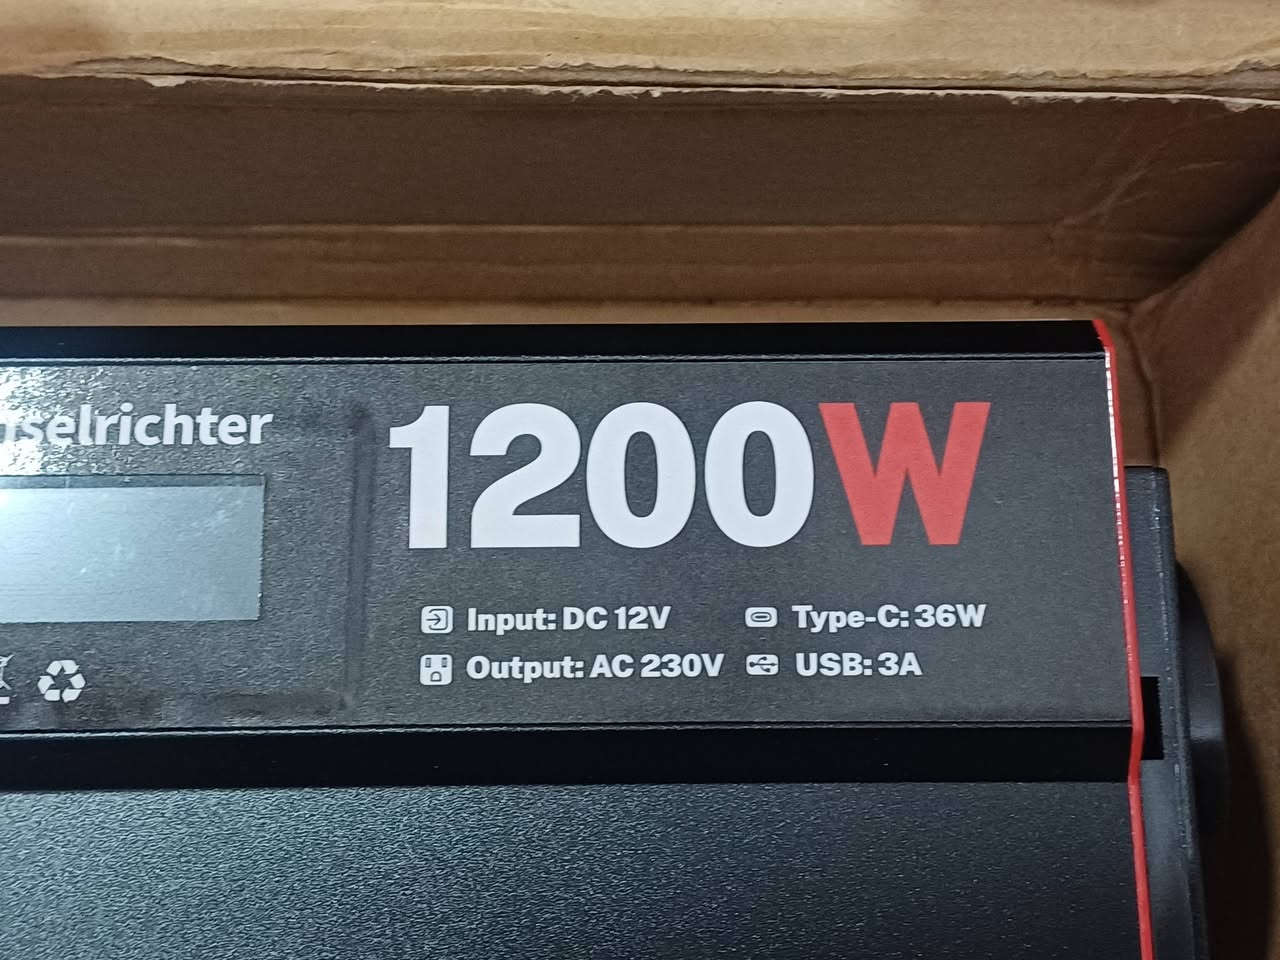 selrichter
1200W
Input: DC 12V
Type-C: 36W
Output: AC 230V
USB: 3A